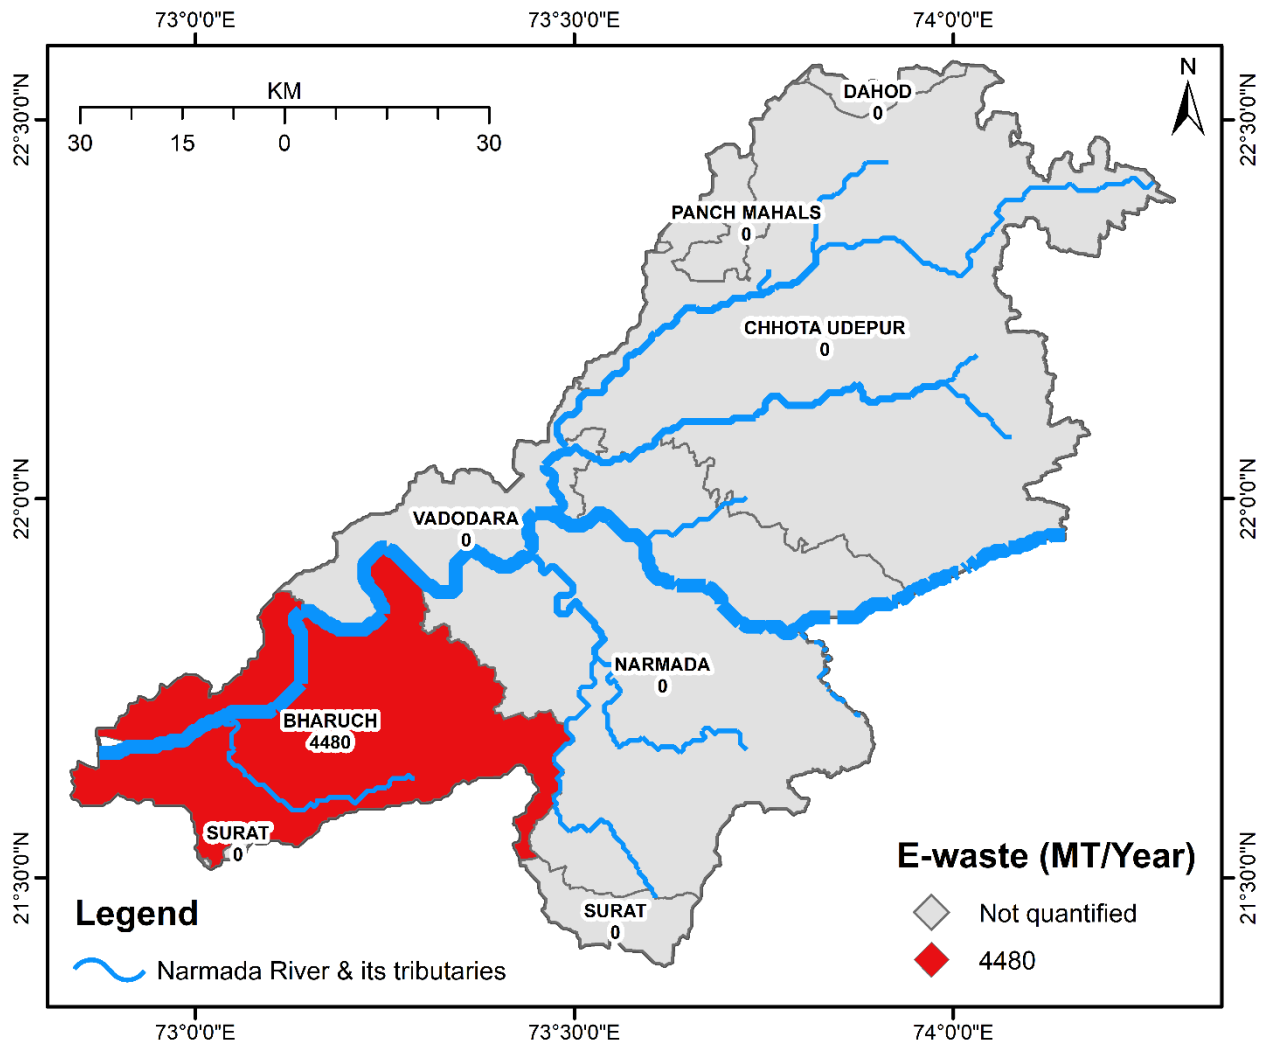 73°0'0"E
73°30'0"E
74°0'0"E
KM
30 15 0 30
N
22°30'0"N
22°30'0"N
DAHOD
0
PANCH MAHALS
0
CHHOTA UDEPUR
0
22°0'0"N
22°0'0"N
VADODARA
0
NARMADA
0
BHARUCH
4480
SURAT
0
SURAT
0
21°30'0"N
21°30'0"N
E-waste (MT/Year)
Not quantified
4480
Legend
Narmada River & its tributaries
73°0'0"E
73°30'0"E
74°0'0"E